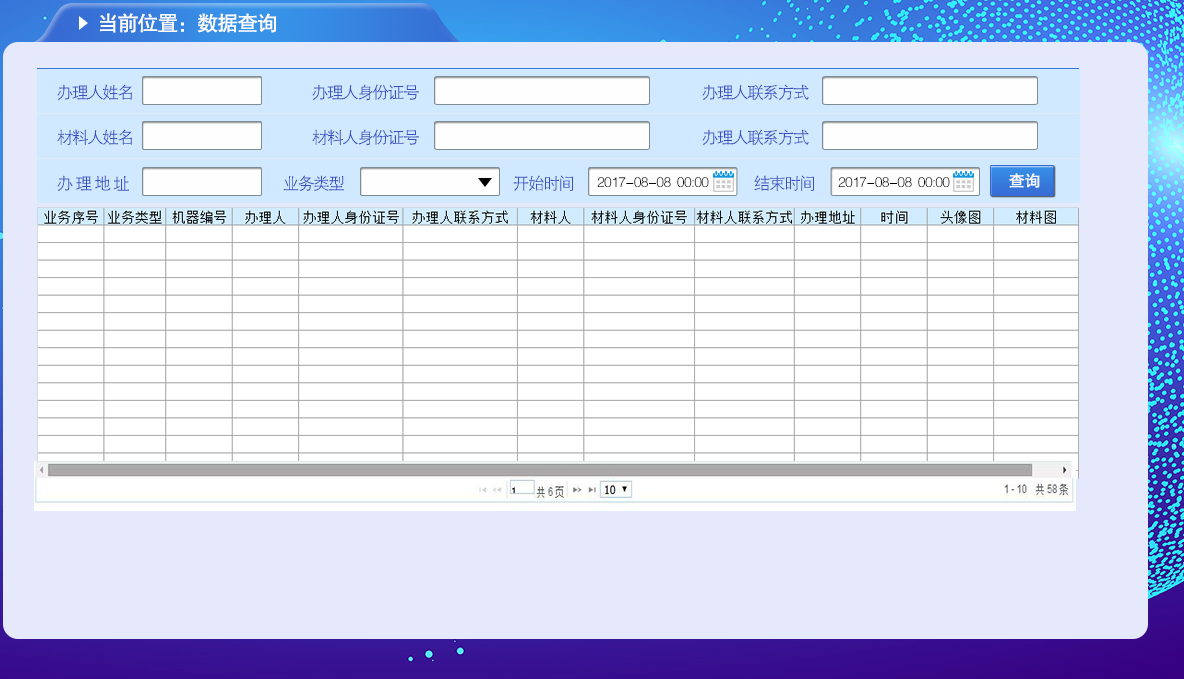 当前位置：数据查询
办理人姓名 办理人身份证号 办理人联系方式
材料人姓名 材料人身份证号 办理人联系方式
办理地址 业务类型 开始时间 2017-08-08 00:00 结束时间 2017-08-08 00:00 查询
业务序号 业务类型 机器编号 办理人 办理人身份证号 办理人联系方式 材料人 材料人身份证号 材料人联系方式 办理地址 时间 头像图 材料图
1 共6页 10 1-10 共58条